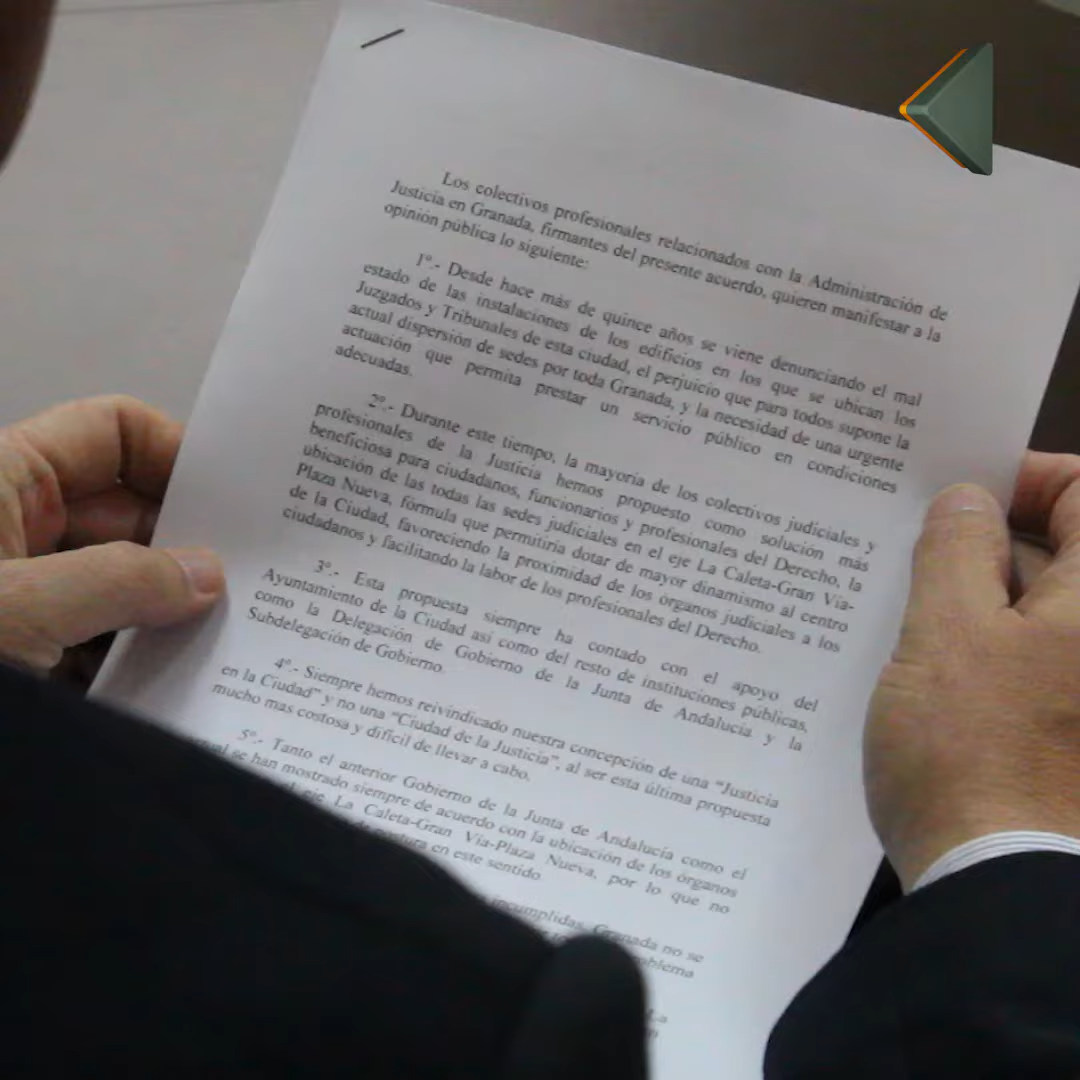 Los colectivos profesionales relacionados con la Administración de
Justicia en Granada, firmantes del presente acuerdo, quieren manifestar a la
opinión pública lo siguiente:
1º.- Desde hace más de quince años se viene denunciando el mal
estado de las instalaciones de los edificios en los que se ubican los
Juzgados y Tribunales de esta ciudad, el perjuicio que para todos supone la
actual dispersión de sedes por toda Granada, y la necesidad de una urgente
actuación que permita prestar un servicio público en condiciones
adecuadas.
2º.- Durante este tiempo, la mayoría de los colectivos judiciales y
profesionales de la Justicia hemos propuesto como solución más
beneficiosa para ciudadanos, funcionarios y profesionales del Derecho, la
ubicación de las todas las sedes judiciales en el eje La Caleta-Gran Vía-
Plaza Nueva, fórmula que permitiría dotar de mayor dinamismo al centro
de la Ciudad, favoreciendo la proximidad de los órganos judiciales a los
ciudadanos y facilitando la labor de los profesionales del Derecho.
3º.- Esta propuesta siempre ha contado con el apoyo del
Ayuntamiento de la Ciudad así como del resto de instituciones públicas,
como la Delegación de Gobierno de la Junta de Andalucía y la
Subdelegación de Gobierno.
4º.- Siempre hemos reivindicado nuestra concepción de una "Justicia
en la Ciudad" y no una "Ciudad de la Justicia", al ser esta última propuesta
mucho mas costosa y difícil de llevar a cabo.
5º.- Tanto el anterior Gobierno de la Junta de Andalucía como el
se han mostrado siempre de acuerdo con la ubicación de los órganos
eje La Caleta-Gran Vía-Plaza Nueva, por lo que no
en este sentido
incumplidas, Granada no se
La